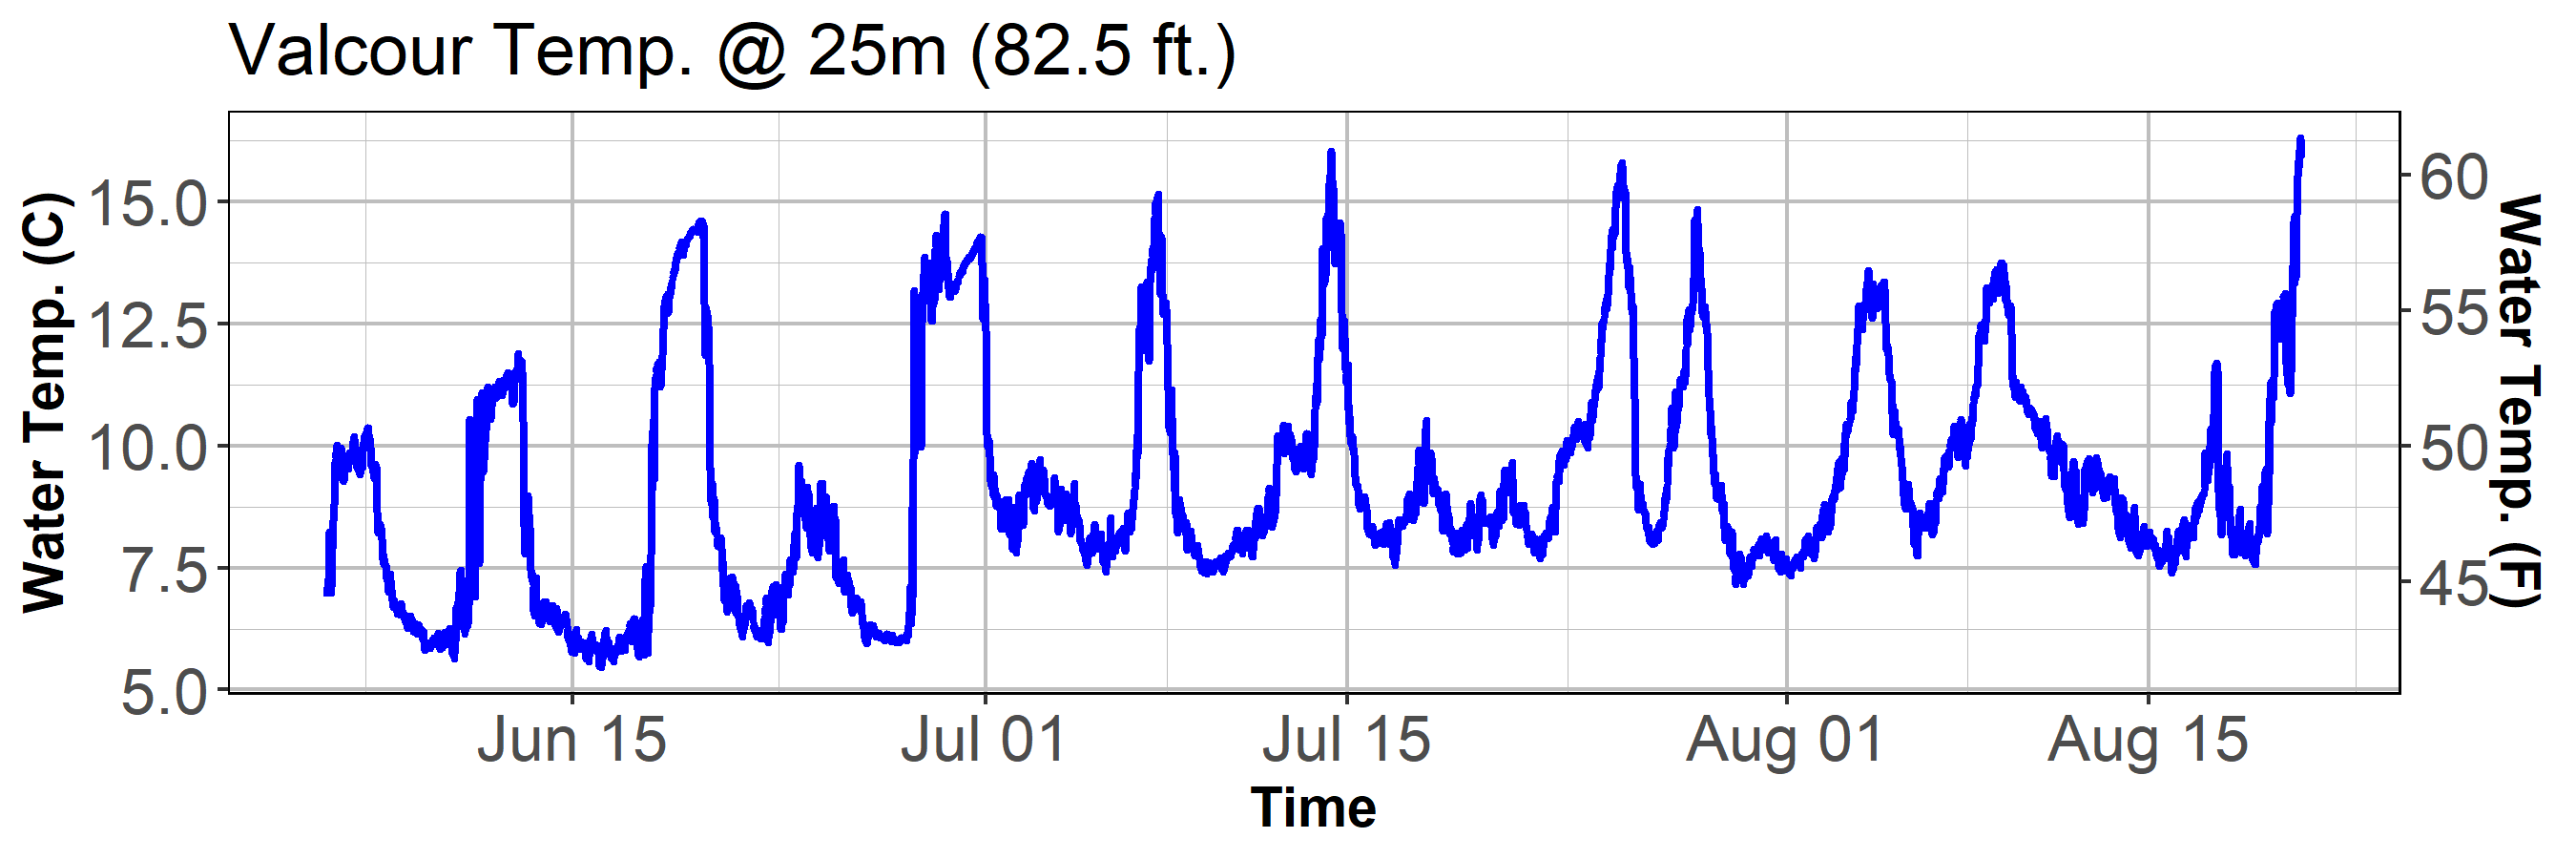 Valcour Temp. @ 25m (82.5 ft.)
Water Temp. (C)
15.0
12.5
10.0
7.5
5.0
60
55
50
45
Water Temp. (F)
Jun 15 Jul 01 Jul 15 Aug 01 Aug 15
Time